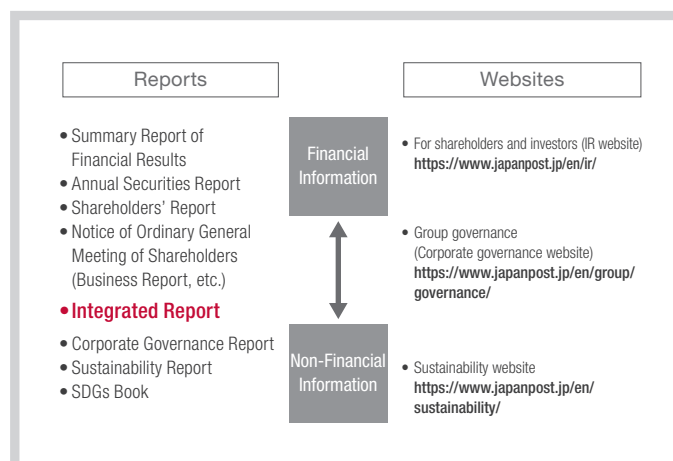 Reports
• Summary Report of
Financial Results
• Annual Securities Report
• Shareholders' Report
• Notice of Ordinary General
Meeting of Shareholders
(Business Report, etc.)
• Integrated Report
• Corporate Governance Report
• Sustainability Report
• SDGs Book
Financial
Information
Non-Financial
Information
Websites
• For shareholders and investors (IR website)
https://www.japanpost.jp/en/ir/
• Group governance
(Corporate governance website)
https://www.japanpost.jp/en/group/
governance/
• Sustainability website
https://www.japanpost.jp/en/
sustainability/